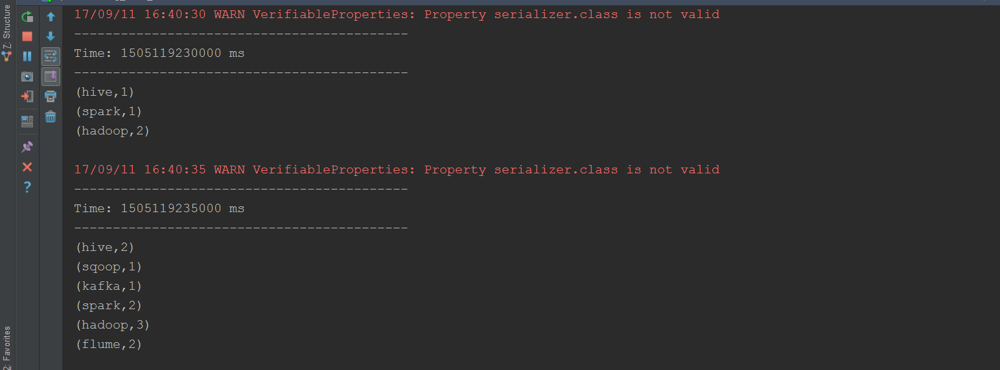 17/09/11 16:40:30 WARN VerifiableProperties: Property serializer.class is not valid
-------------------------------------------
Time: 1505119230000 ms
-------------------------------------------
(hive,1)
(spark,1)
(hadoop,2)
17/09/11 16:40:35 WARN VerifiableProperties: Property serializer.class is not valid
-------------------------------------------
Time: 1505119235000 ms
-------------------------------------------
(hive,2)
(sqoop,1)
(kafka,1)
(spark,2)
(hadoop,3)
(flume,2)
Z: Structure
2: Favorites